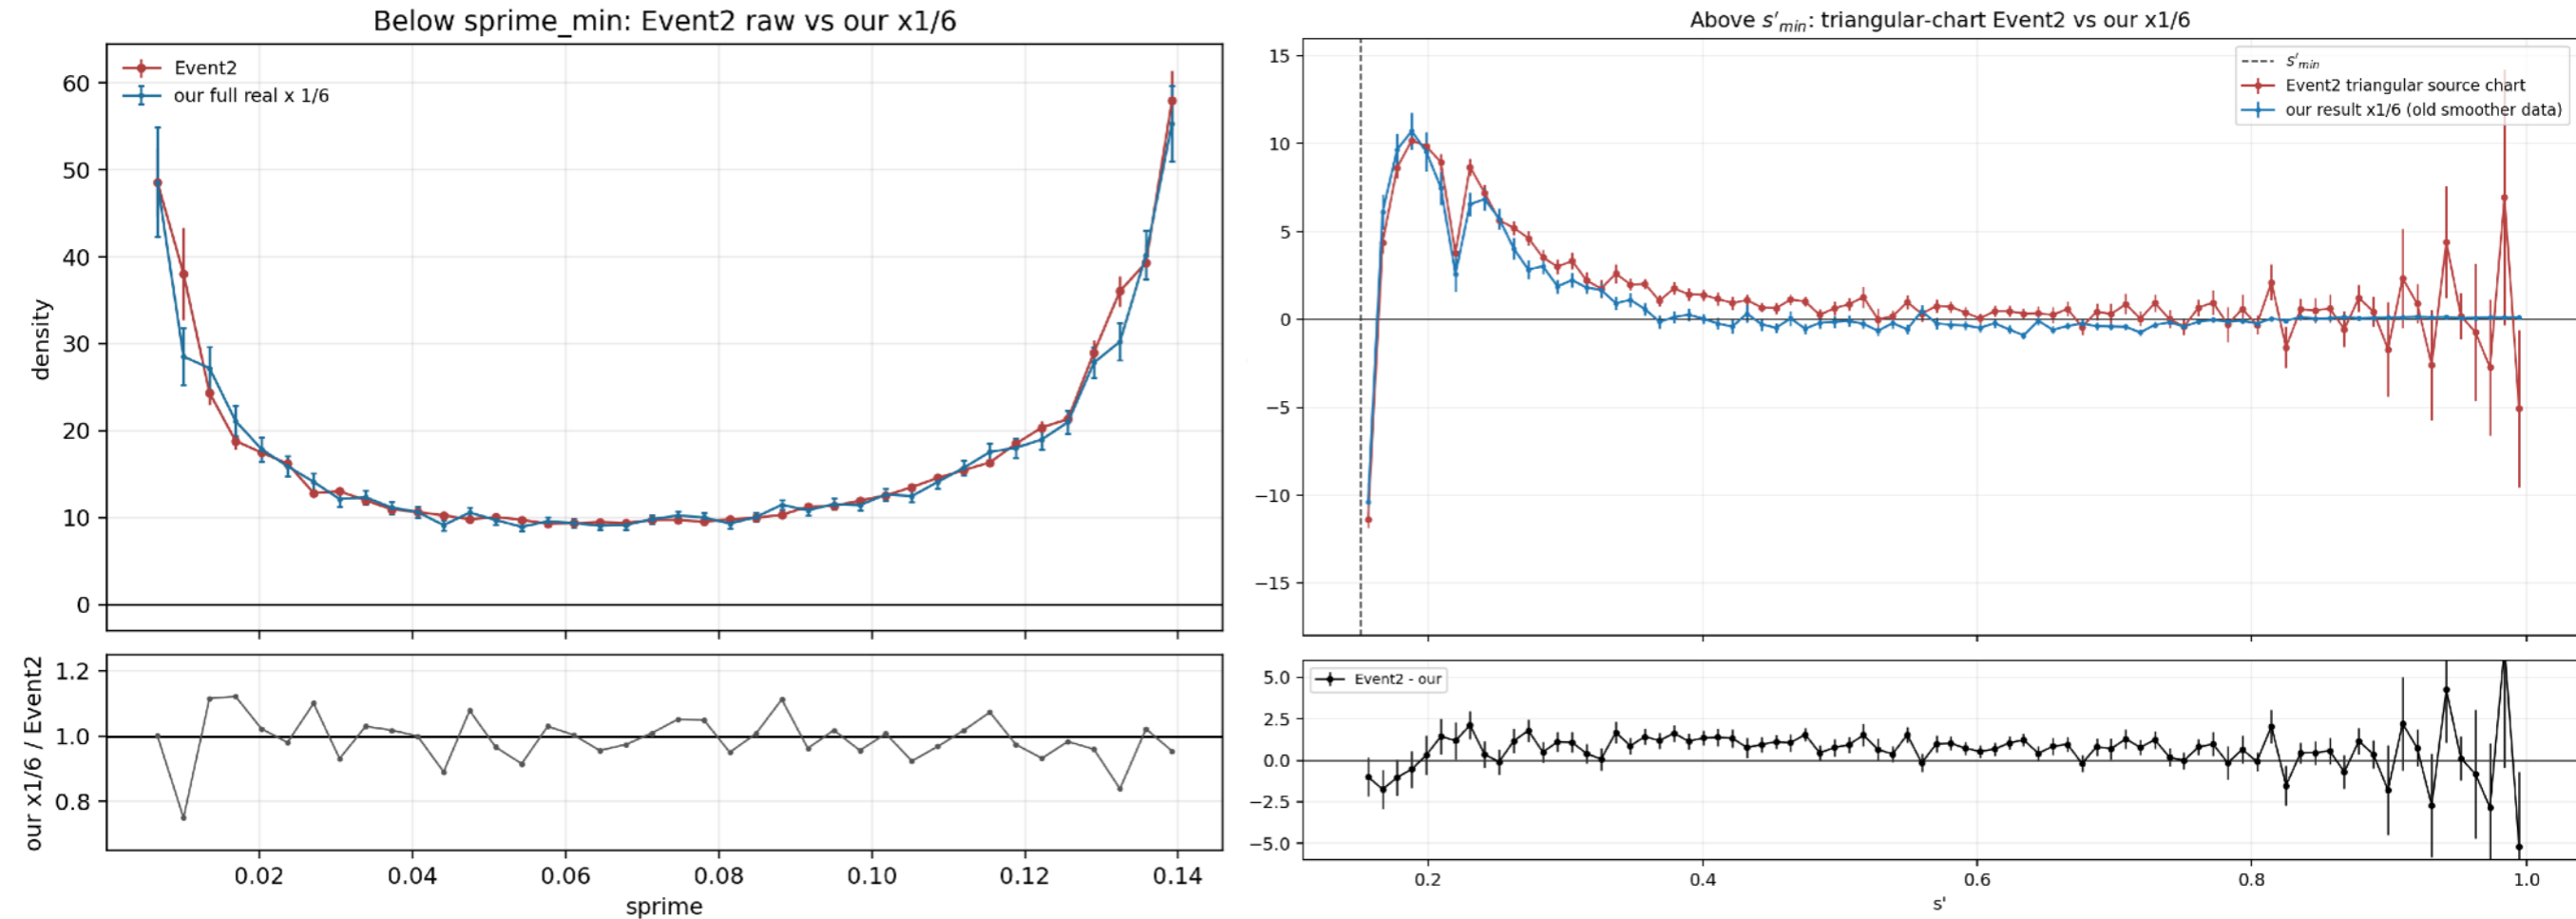 Below sprime_min: Event2 raw vs our x1/6
Event2
our full real x 1/6
density
60
50
40
30
20
10
0
our x1/6 / Event2
1.2
1.0
0.8
0.02 0.04 0.06 0.08 0.10 0.12 0.14
sprime
Above s'min: triangular-chart Event2 vs our x1/6
s'min
Event2 triangular source chart
our result x1/6 (old smoother data)
15
10
5
0
−5
−10
−15
Event2 - our
5.0
2.5
0.0
−2.5
−5.0
0.2 0.4 0.6 0.8 1.0
s'